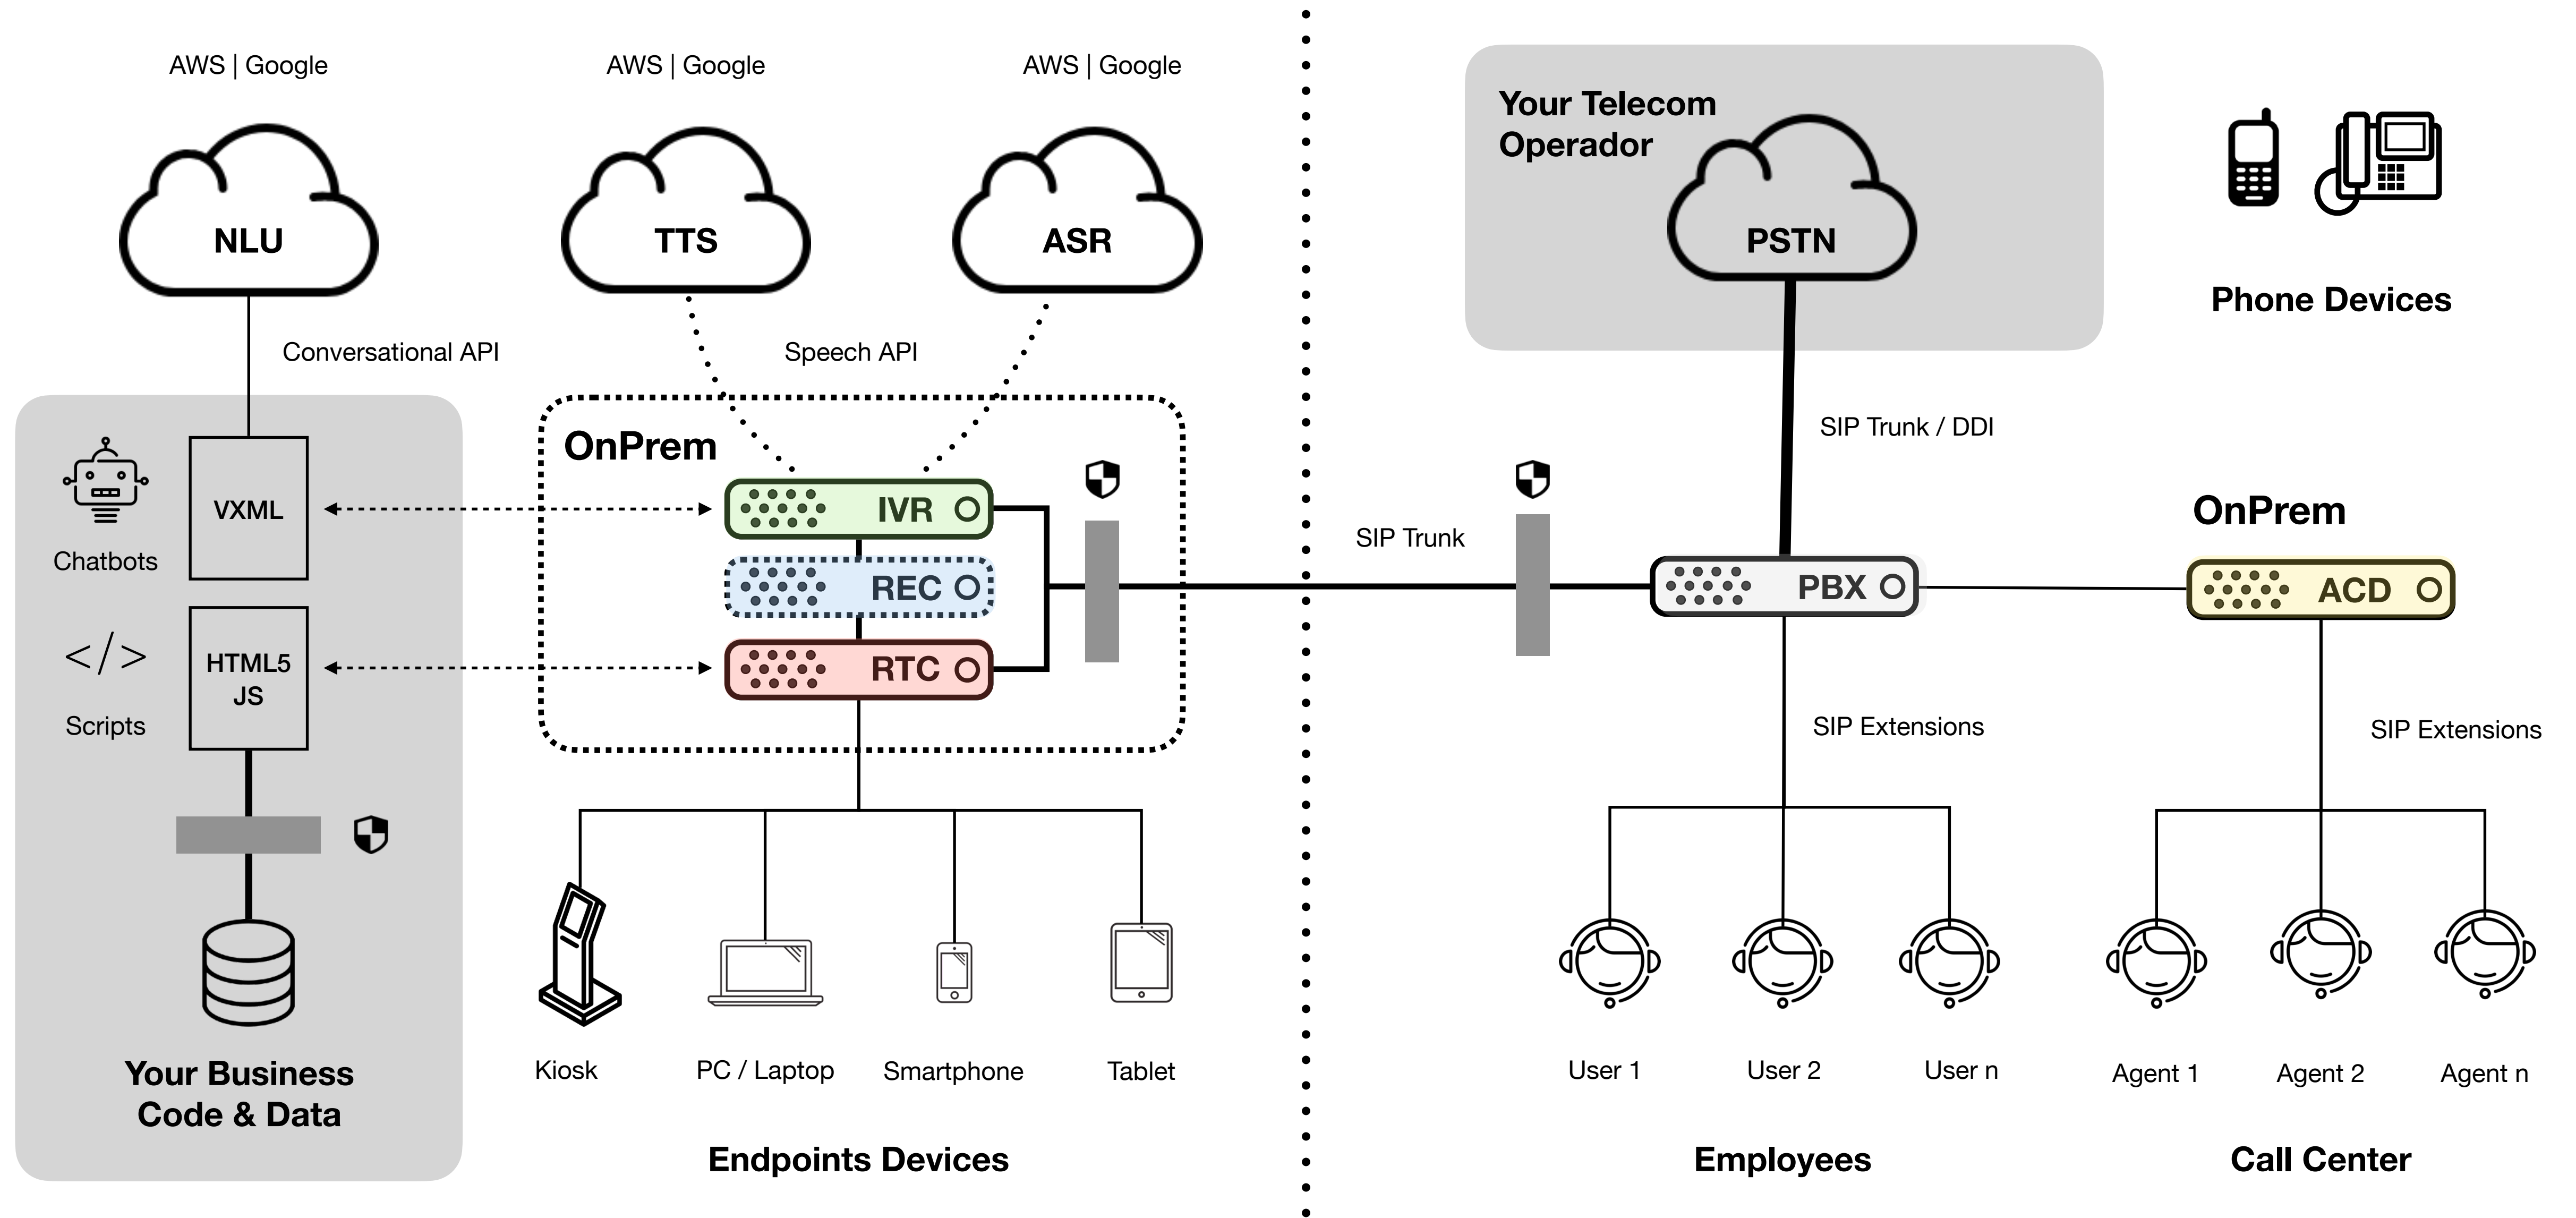 AWS | Google
AWS | Google
AWS | Google
NLU
TTS
ASR
Conversational API
Speech API
OnPrem
VXML
Chatbots
HTML5
JS
</>
Scripts
IVR
REC
RTC
Your Business
Code & Data
Kiosk
PC / Laptop
Smartphone
Tablet
Endpoints Devices
Your Telecom
Operador
PSTN
Phone Devices
SIP Trunk / DDI
SIP Trunk
PBX
OnPrem
ACD
SIP Extensions
SIP Extensions
User 1
User 2
User n
Agent 1
Agent 2
Agent n
Employees
Call Center